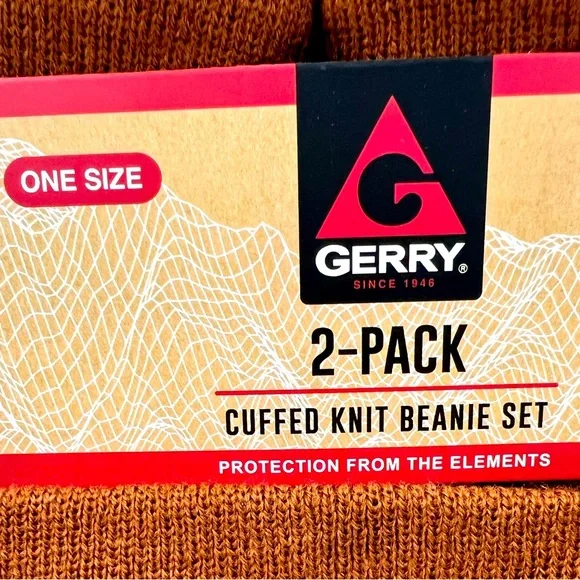 ONE SIZE
G
GERRY®
SINCE 1946
2-PACK
CUFFED KNIT BEANIE SET
PROTECTION FROM THE ELEMENTS